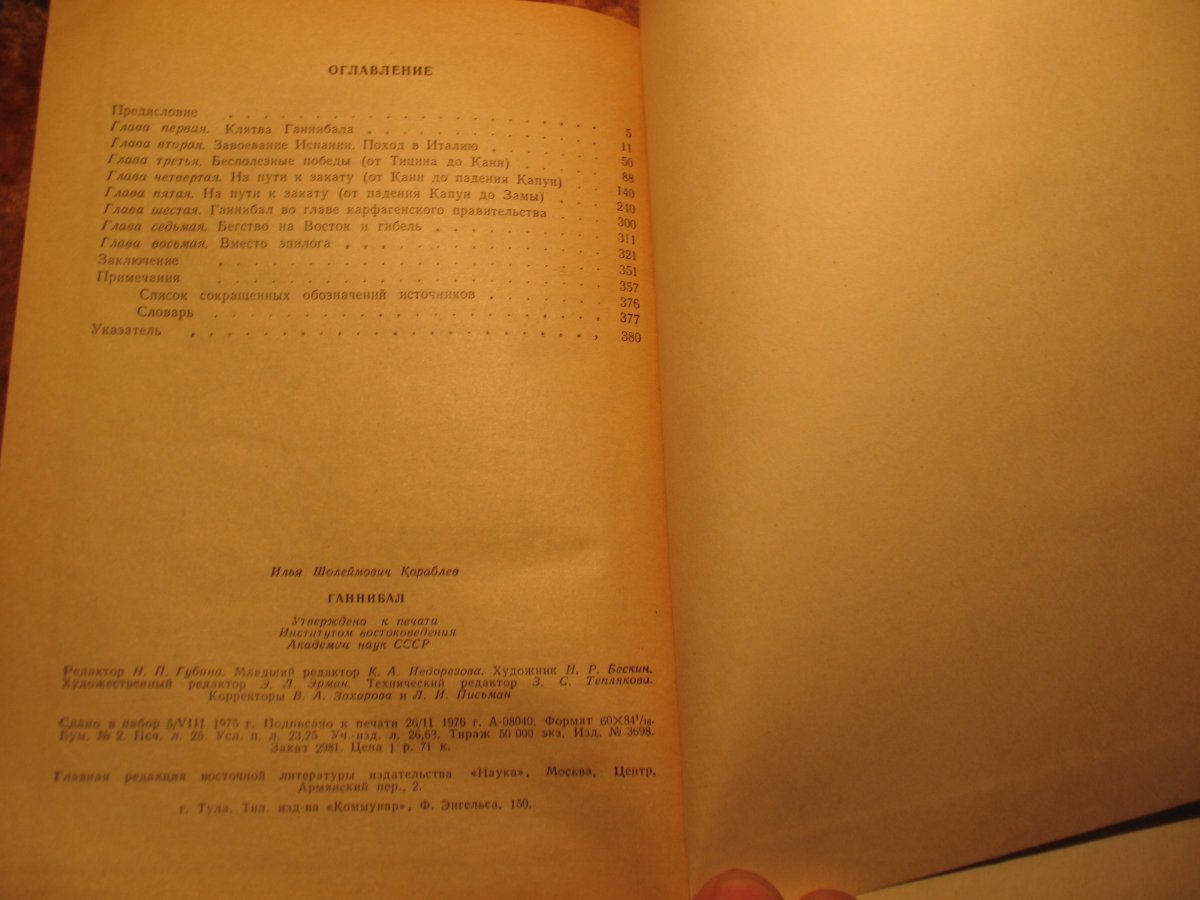 ОГЛАВЛЕНИЕ
Предисловие . . . . . . . . . . . . . . . 5
Глава первая. Клятва Ганнибала . . . . . . . . . 11
Глава вторая. Завоевание Испании. Поход в Италию . . . . 50
Глава третья. Бесполезные победы (от Тицина до Канн) . . . 88
Глава четвертая. На пути к закату (от Канн до падения Капуи) 140
Глава пятая. На пути к закату (от падения Капуи до Замы) . . 240
Глава шестая. Ганнибал во главе карфагенского правительства . . 300
Глава седьмая. Бегство на Восток и гибель . . . . . . . 311
Глава восьмая. Вместо эпилога . . . . . . . . . . 321
Заключение . . . . . . . . . . . . . . . 351
Примечания . . . . . . . . . . . . . . . 357
Список сокращенных обозначений источников . . . . . 376
Словарь . . . . . . . . . . . . . . . 377
Указатель . . . . . . . . . . . . . . . 380
Илья Шолеймович Кораблев
ГАННИБАЛ
Утверждено к печати
Институтом востоковедения
Академии наук СССР
Редактор Н. П. Губина. Младший редактор К. А. Недорезова. Художник И. Р. Бескин.
Художественный редактор Э. Л. Эрман. Технический редактор З. С. Теплякова.
Корректоры В. А. Захарова и Л. И. Письман
Сдано в набор 5/VIII 1975 г. Подписано к печати 26/II 1976 г. А-08040. Формат 60×84¹/₁₆.
Бум. № 2. Печ. л. 25. Усл. п. л. 23,25 Уч.-изд. л. 26,63. Тираж 50 000 экз. Изд. № 3698.
Заказ 2981. Цена 1 р. 71 к.
Главная редакция восточной литературы издательства «Наука», Москва, Центр,
Армянский пер., 2.
г. Тула. Тип. изд-ва «Коммунар», Ф. Энгельса, 150.